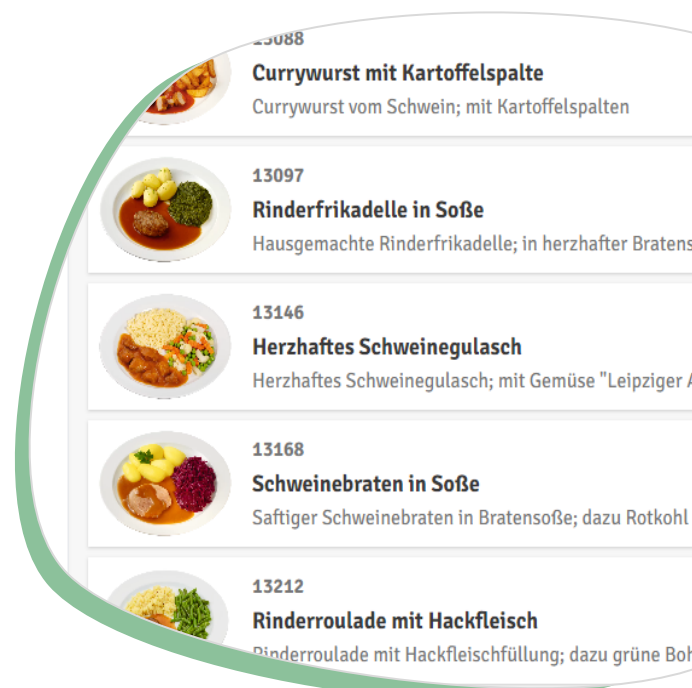 13088
Currywurst mit Kartoffelspalte
Currywurst vom Schwein; mit Kartoffelspalten
13097
Rinderfrikadelle in Soße
Hausgemachte Rinderfrikadelle; in herzhafter Bratens
13146
Herzhaftes Schweinegulasch
Herzhaftes Schweinegulasch; mit Gemüse "Leipziger A
13168
Schweinebraten in Soße
Saftiger Schweinebraten in Bratensoße; dazu Rotkohl
13212
Rinderroulade mit Hackfleisch
Rinderroulade mit Hackfleischfüllung; dazu grüne Boh